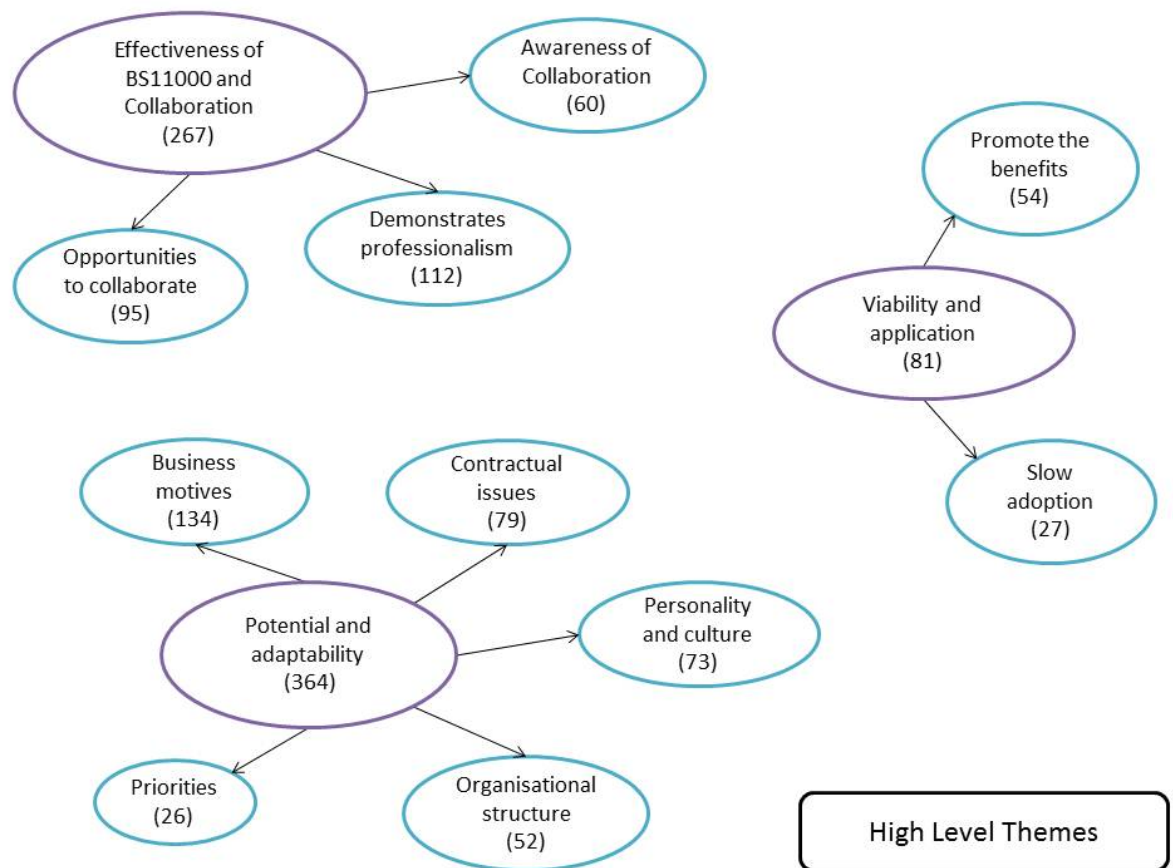 Effectiveness of
BS11000 and
Collaboration
(267)
Awareness of
Collaboration
(60)
Demonstrates
professionalism
(112)
Opportunities
to collaborate
(95)
Promote the
benefits
(54)
Viability and
application
(81)
Slow
adoption
(27)
Business
motives
(134)
Contractual
issues
(79)
Potential and
adaptability
(364)
Personality
and culture
(73)
Priorities
(26)
Organisational
structure
(52)
High Level Themes